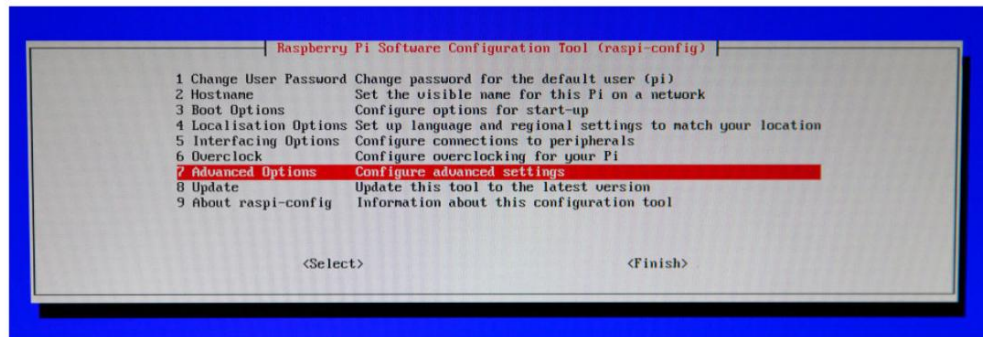 Raspberry Pi Software Configuration Tool (raspi-config)
1 Change User Password Change password for the default user (pi)
2 Hostname Set the visible name for this Pi on a network
3 Boot Options Configure options for start-up
4 Localisation Options Set up language and regional settings to match your location
5 Interfacing Options Configure connections to peripherals
6 Overclock Configure overclocking for your Pi
7 Advanced Options Configure advanced settings
8 Update Update this tool to the latest version
9 About raspi-config Information about this configuration tool
<Select> <Finish>